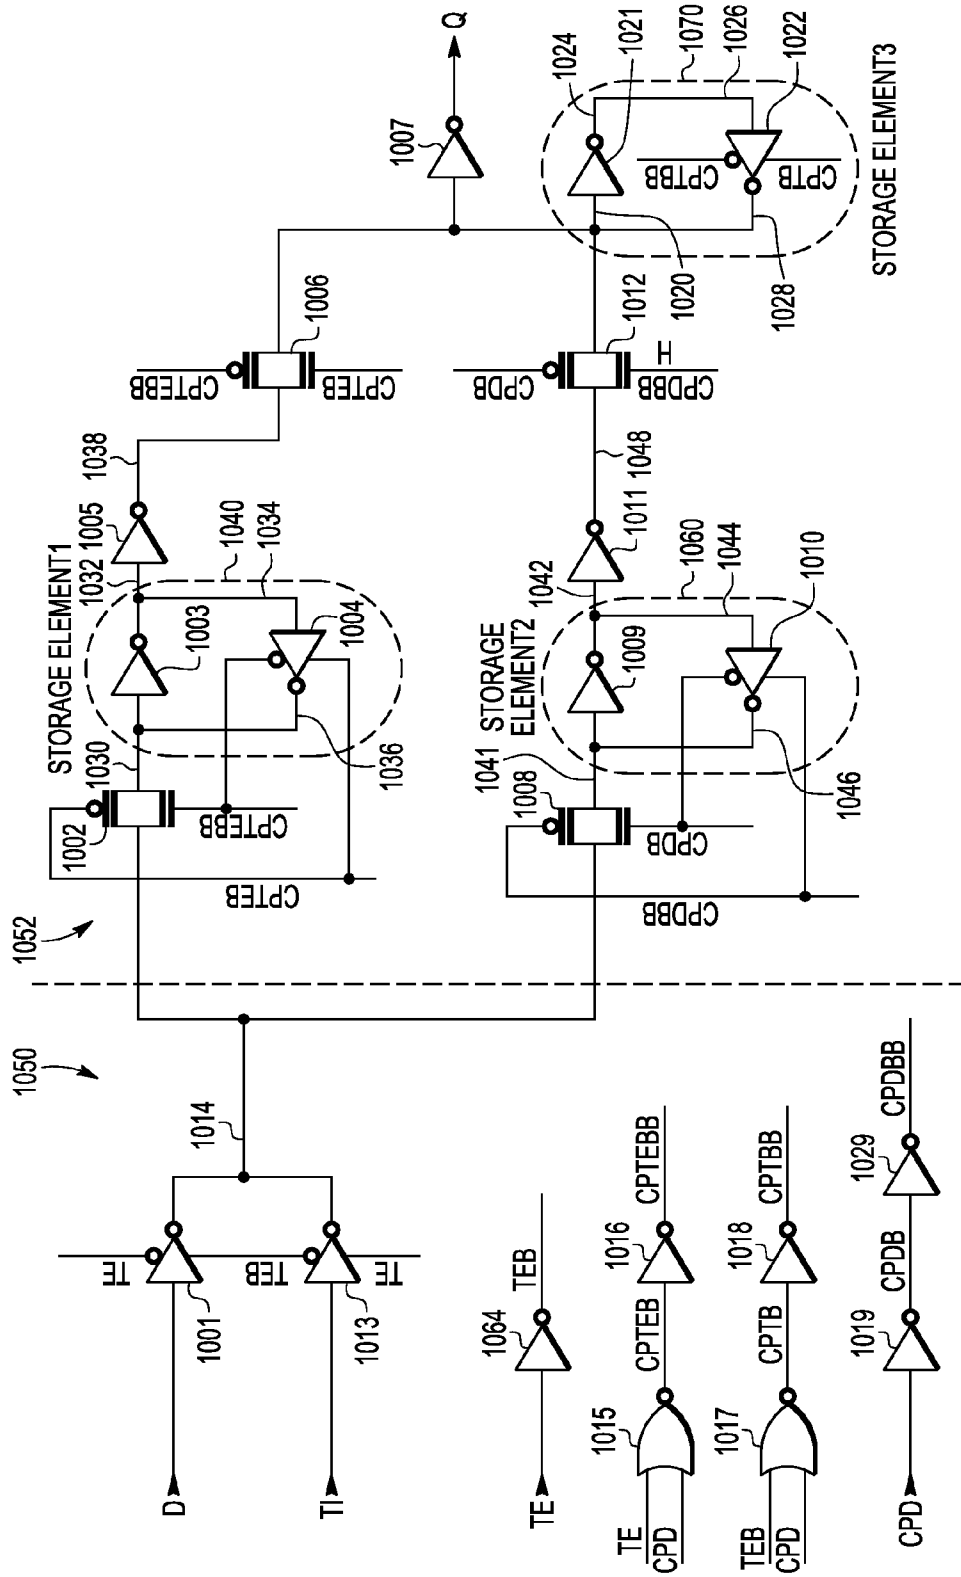 1050
1052
D
TI
TE
1001
TEB
1013
TE
1014
TE
1064
TEB
TE
CPD
1015
CPTEB
1016
CPTEBB
TEB
CPD
1017
CPTB
1018
CPTBB
CPD
1019
CPDB
1029
CPDBB
STORAGE ELEMENT1
1002
1030
CPTEBB
CPTEB
1003
1032
1005
1038
1040
1034
1004
1036
CPTEBB
1006
CPTEB
1007
Q
STORAGE
ELEMENT2
1008
1041
CPDB
CPDBB
1009
1042
1011
1048
1060
1044
1010
1046
CPDB
1012
H
CPDBB
1020
1024
1021
1070
1026
1022
CPTBB
CPTB
1028
STORAGE ELEMENT3